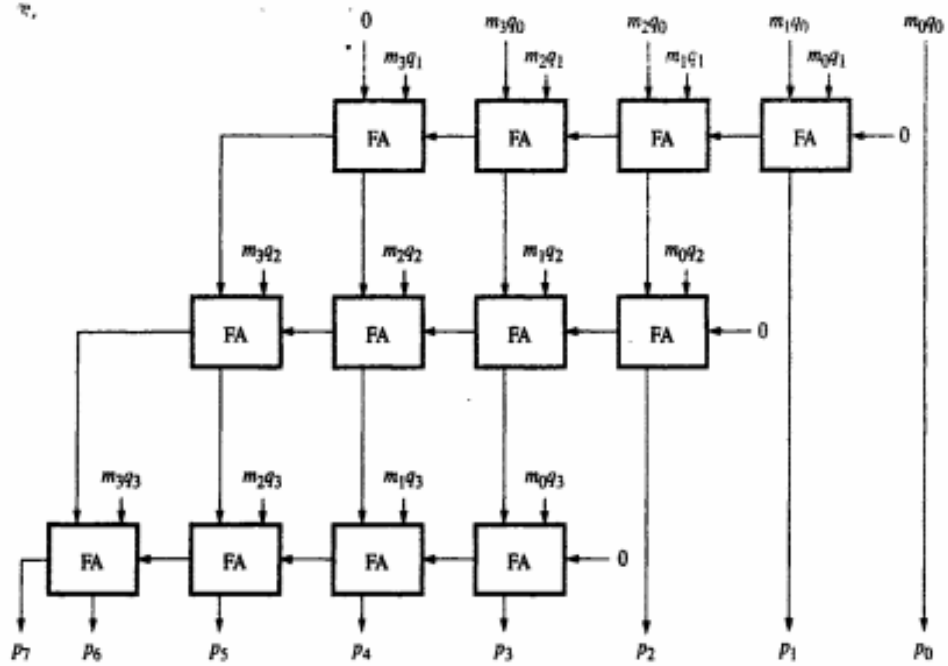 0 m₃q₀ m₂q₀ m₁q₀ m₀q₀
m₃q₁ m₂q₁ m₁q₁ m₀q₁
FA FA FA FA 0
m₃q₂ m₂q₂ m₁q₂ m₀q₂
FA FA FA FA 0
m₃q₃ m₂q₃ m₁q₃ m₀q₃
FA FA FA FA 0
p₇ p₆ p₅ p₄ p₃ p₂ p₁ p₀